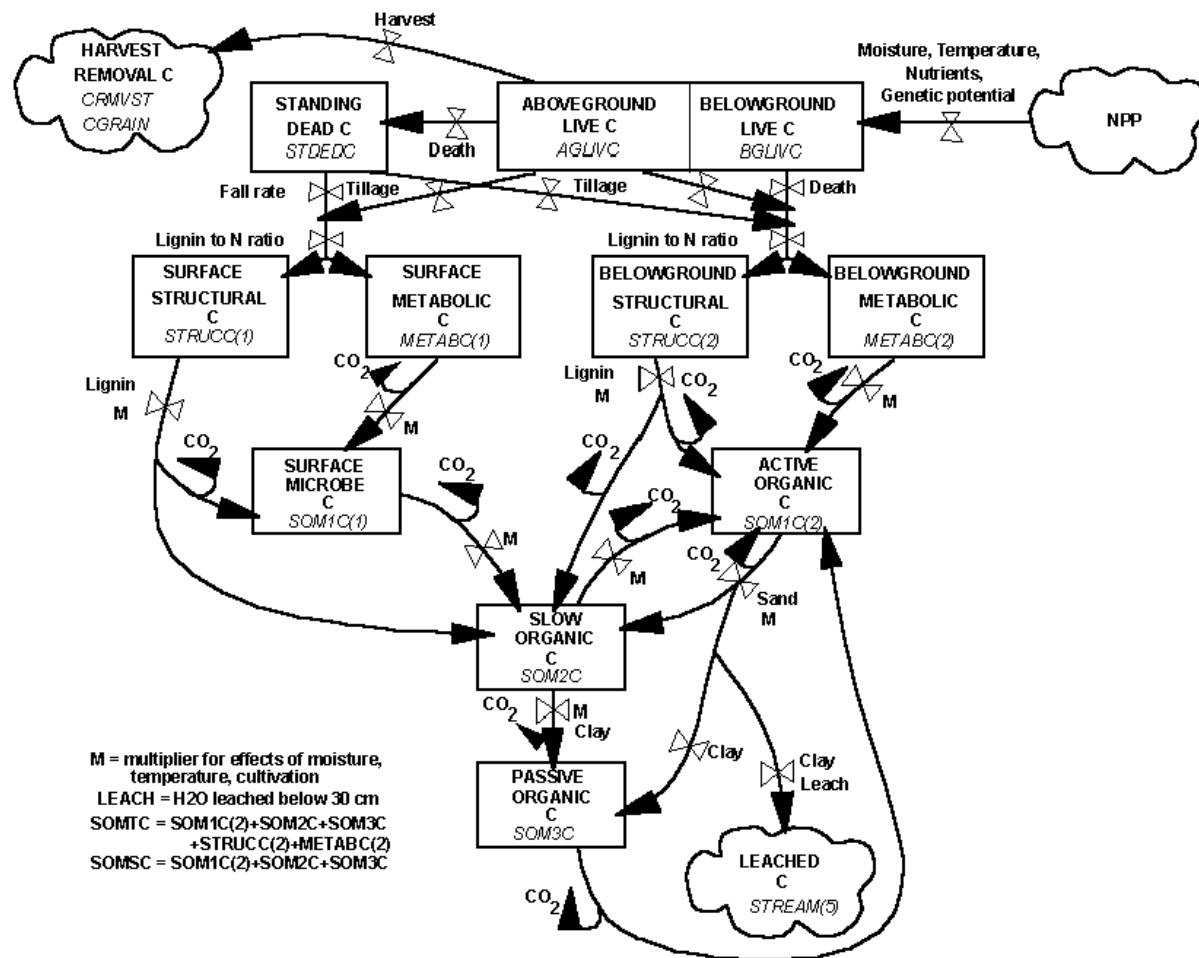 Harvest
HARVEST
REMOVAL C
CRMVST
CGRAIN
Moisture, Temperature,
Nutrients,
Genetic potential
NPP
STANDING
DEAD C
STDEDC
Death
ABOVEGROUND
LIVE C
AGLIVC
BELOWGROUND
LIVE C
BGLIVC
Fall rate
Tillage
Tillage
Death
Lignin to N ratio
Lignin to N ratio
SURFACE
STRUCTURAL
C
STRUCC(1)
SURFACE
METABOLIC
C
METABC(1)
BELOWGROUND
STRUCTURAL
C
STRUCC(2)
BELOWGROUND
METABOLIC
C
METABC(2)
Lignin
M
CO2
M
Lignin
M
CO2
CO2
M
CO2
SURFACE
MICROBE
C
SOM1C(1)
CO2
M
CO2
CO2
M
ACTIVE
ORGANIC
C
SOM1C(2)
CO2
Sand
M
SLOW
ORGANIC
C
SOM2C
CO2
M
Clay
Clay
Clay
Leach
PASSIVE
ORGANIC
C
SOM3C
CO2
LEACHED
C
STREAM(5)
M = multiplier for effects of moisture,
temperature, cultivation
LEACH = H2O leached below 30 cm
SOMTC = SOM1C(2)+SOM2C+SOM3C
+STRUCC(2)+METABC(2)
SOMSC = SOM1C(2)+SOM2C+SOM3C